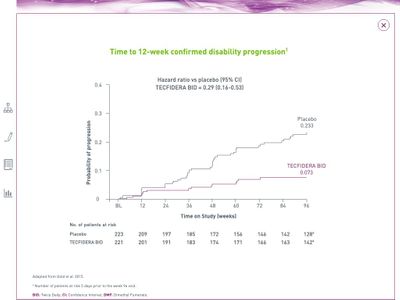 Time to 12-week confirmed disability progression¹
Hazard ratio vs placebo (95% CI)
TECFIDERA BID = 0.29 (0.16-0.53)
Probability of progression
0.4
0.3
0.2
0.1
0
Placebo
0.233
TECFIDERA BID
0.073
BL 12 24 36 48 60 72 84 96
Time on Study (weeks)
No. of patients at risk
Placebo 223 209 197 185 172 156 146 142 128*
TECFIDERA BID 221 201 191 183 174 171 166 163 142*
Adapted from Gold et al. 2015.
* Number of patients at risk 3 days prior to the week 96 visit
BID: Twice Daily; CI: Confidence Interval; DMF: Dimethyl Fumarate.